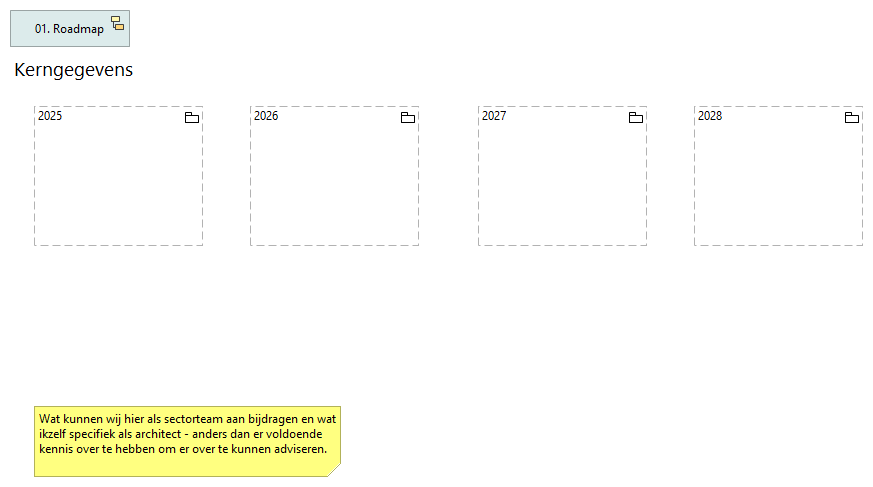 01. Roadmap
Kerngegevens
2025
2026
2027
2028
Wat kunnen wij hier als sectorteam aan bijdragen en wat
ikzelf specifiek als architect - anders dan er voldoende
kennis over te hebben om er over te kunnen adviseren.